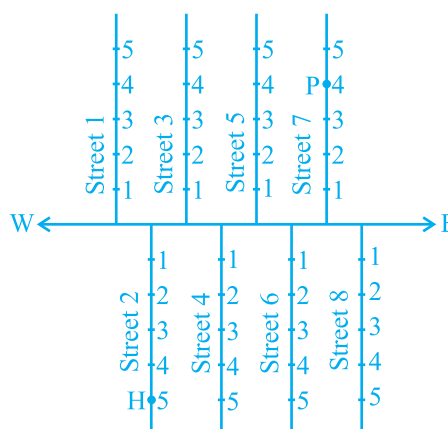 5 5 5 5
4 4 4 P 4
3 3 3 3
2 2 2 2
1 1 1 1
Street 1 Street 3 Street 5 Street 7
W
1 1 1 1
2 2 2 2
3 3 3 3
4 4 4 4
H 5 5 5 5
Street 2 Street 4 Street 6 Street 8